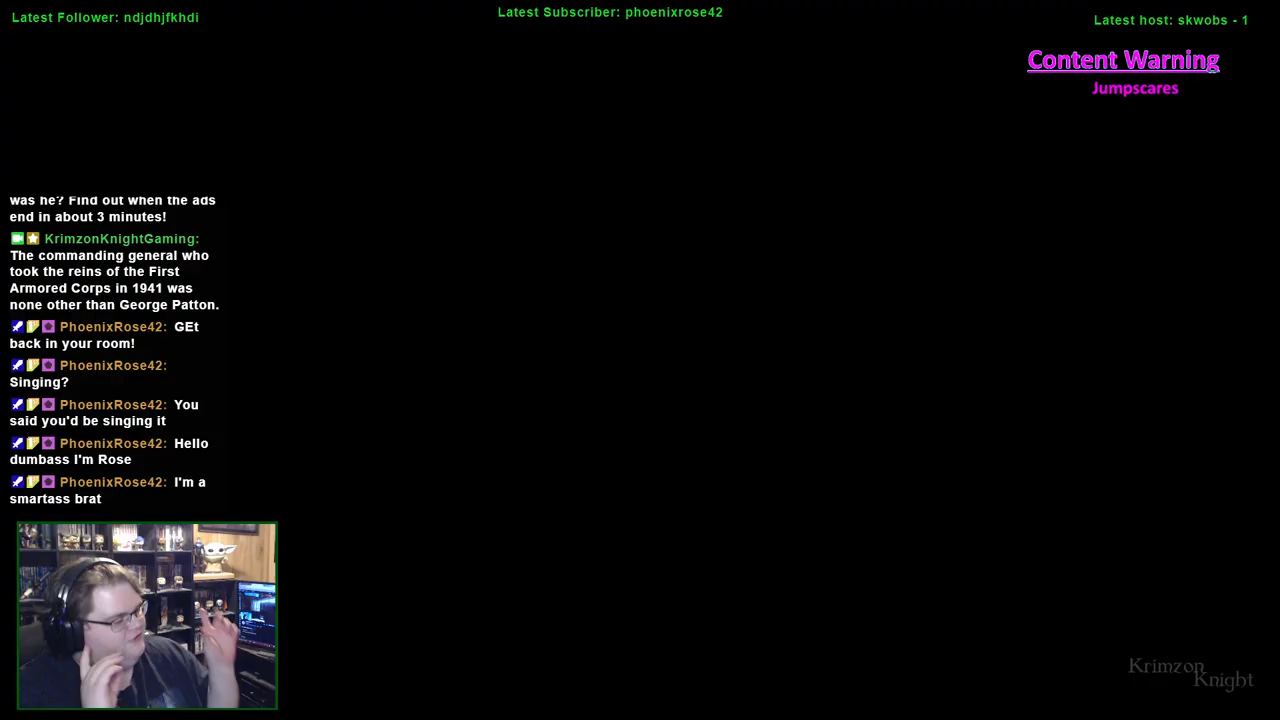 Latest Follower: ndjdhjfkhdi
Latest Subscriber: phoenixrose42
Latest host: skwobs - 1
Content Warning
Jumpscares
was he? Find out when the ads
end in about 3 minutes!
KrimzonKnightGaming:
The commanding general who
took the reins of the First
Armored Corps in 1941 was
none other than George Patton.
PhoenixRose42: GEt
back in your room!
PhoenixRose42:
Singing?
PhoenixRose42: You
said you'd be singing it
PhoenixRose42: Hello
dumbass I'm Rose
PhoenixRose42: I'm a
smartass brat
Krimzon
Knight